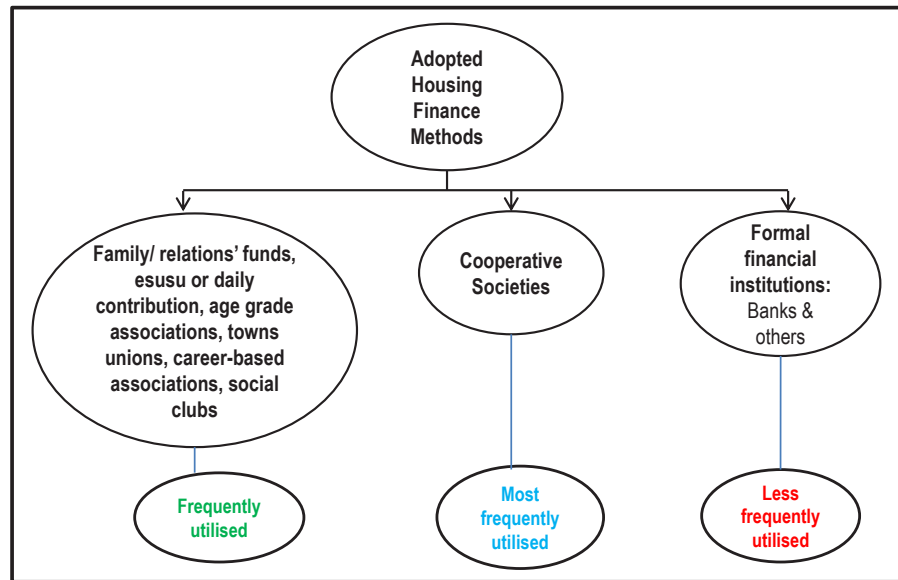 Adopted
Housing
Finance
Methods
Family/ relations’ funds,
esusu or daily
contribution, age grade
associations, towns
unions, career-based
associations, social
clubs
Cooperative
Societies
Formal
financial
institutions:
Banks &
others
Frequently
utilised
Most
frequently
utilised
Less
frequently
utilised